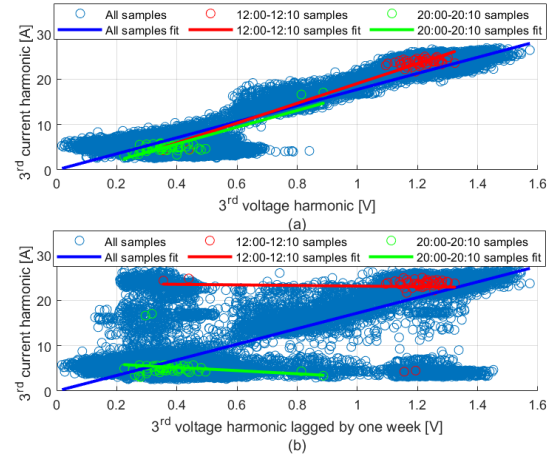 All samples 12:00-12:10 samples 20:00-20:10 samples
All samples fit 12:00-12:10 samples fit 20:00-20:10 samples fit
3rd current harmonic [A]
30
20
10
0
0 0.2 0.4 0.6 0.8 1 1.2 1.4 1.6
3rd voltage harmonic [V]
(a)
All samples 12:00-12:10 samples 20:00-20:10 samples
All samples fit 12:00-12:10 samples fit 20:00-20:10 samples fit
3rd current harmonic [A]
30
20
10
0
0 0.2 0.4 0.6 0.8 1 1.2 1.4 1.6
3rd voltage harmonic lagged by one week [V]
(b)